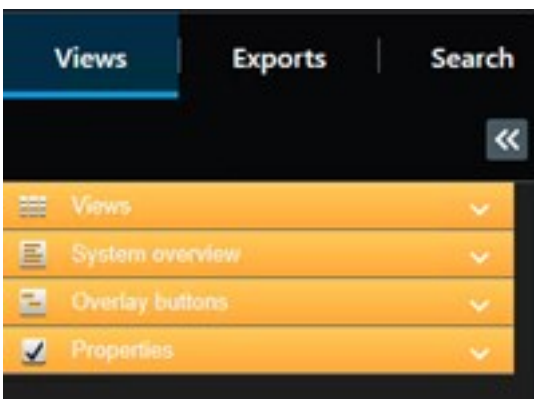 Views Exports Search
Views
System overview
Overlay buttons
Properties